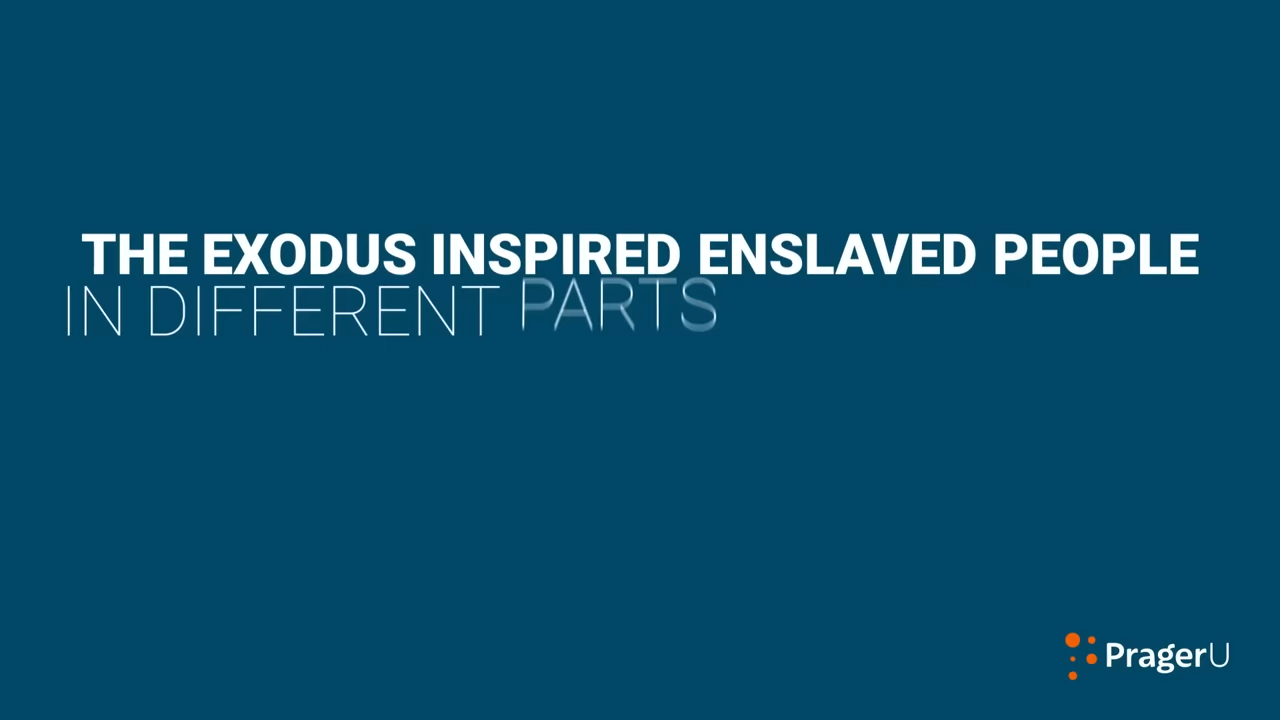 THE EXODUS INSPIRED ENSLAVED PEOPLE
IN DIFFERENT PARTS
PragerU